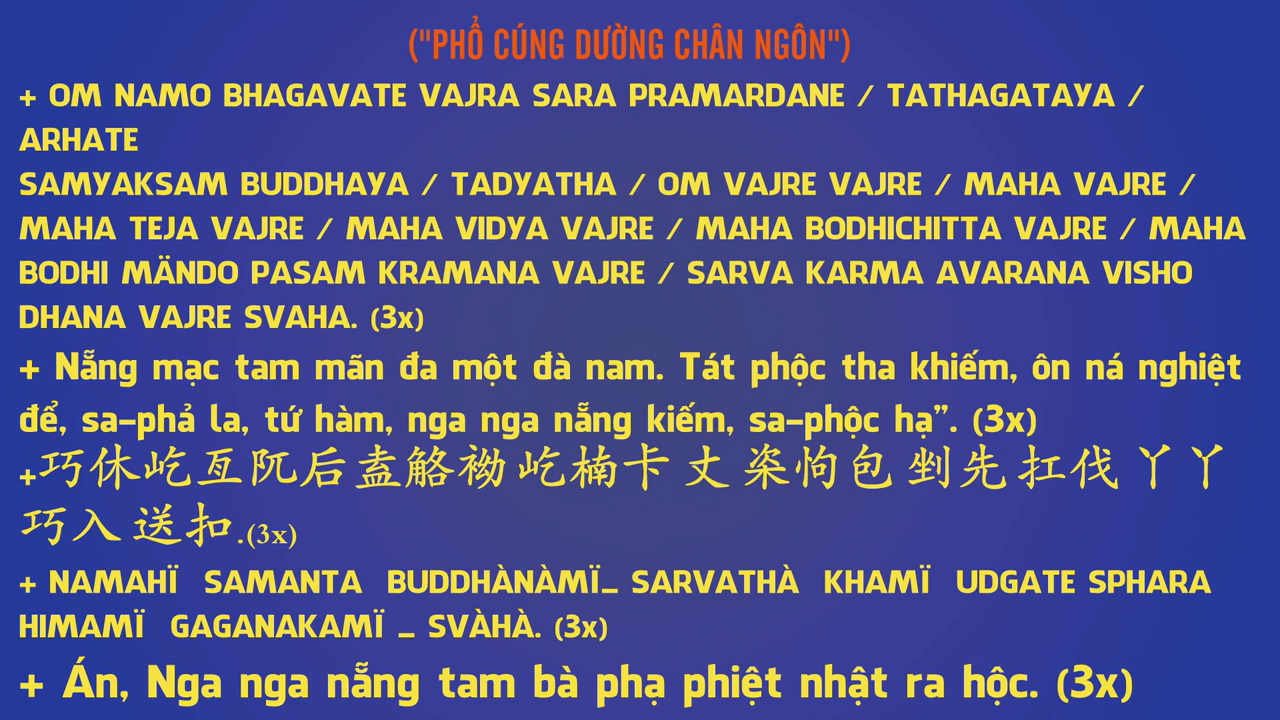 ("PHỔ CÚNG DƯỜNG CHÂN NGÔN")
+ OM NAMO BHAGAVATE VAJRA SARA PRAMARDANE / TATHAGATAYA /
ARHATE
SAMYAKSAM BUDDHAYA / TADYATHA / OM VAJRE VAJRE / MAHA VAJRE /
MAHA TEJA VAJRE / MAHA VIDYA VAJRE / MAHA BODHICHITTA VAJRE / MAHA
BODHI MÄNDO PASAM KRAMANA VAJRE / SARVA KARMA AVARANA VISHO
DHANA VAJRE SVAHA. (3x)
+ Nẵng mạc tam mãn đa một đà nam. Tát phộc tha khiếm, ôn ná nghiệt
để, sa-phả la, tứ hàm, nga nga nẵng kiếm, sa-phộc hạ”. (3x)
+巧休屹亙阢后盍觡袎屹楠卡丈栥怐包剉先扛伐丫丫
巧入送扣.(3x)
+ NAMAHÏ SAMANTA BUDDHÀNÀMÏ_ SARVATHÀ KHAMÏ UDGATE SPHARA
HIMAMÏ GAGANAKAMÏ _ SVÀHÀ. (3x)
+ Án, Nga nga nẵng tam bà phạ phiệt nhật ra hộc. (3x)